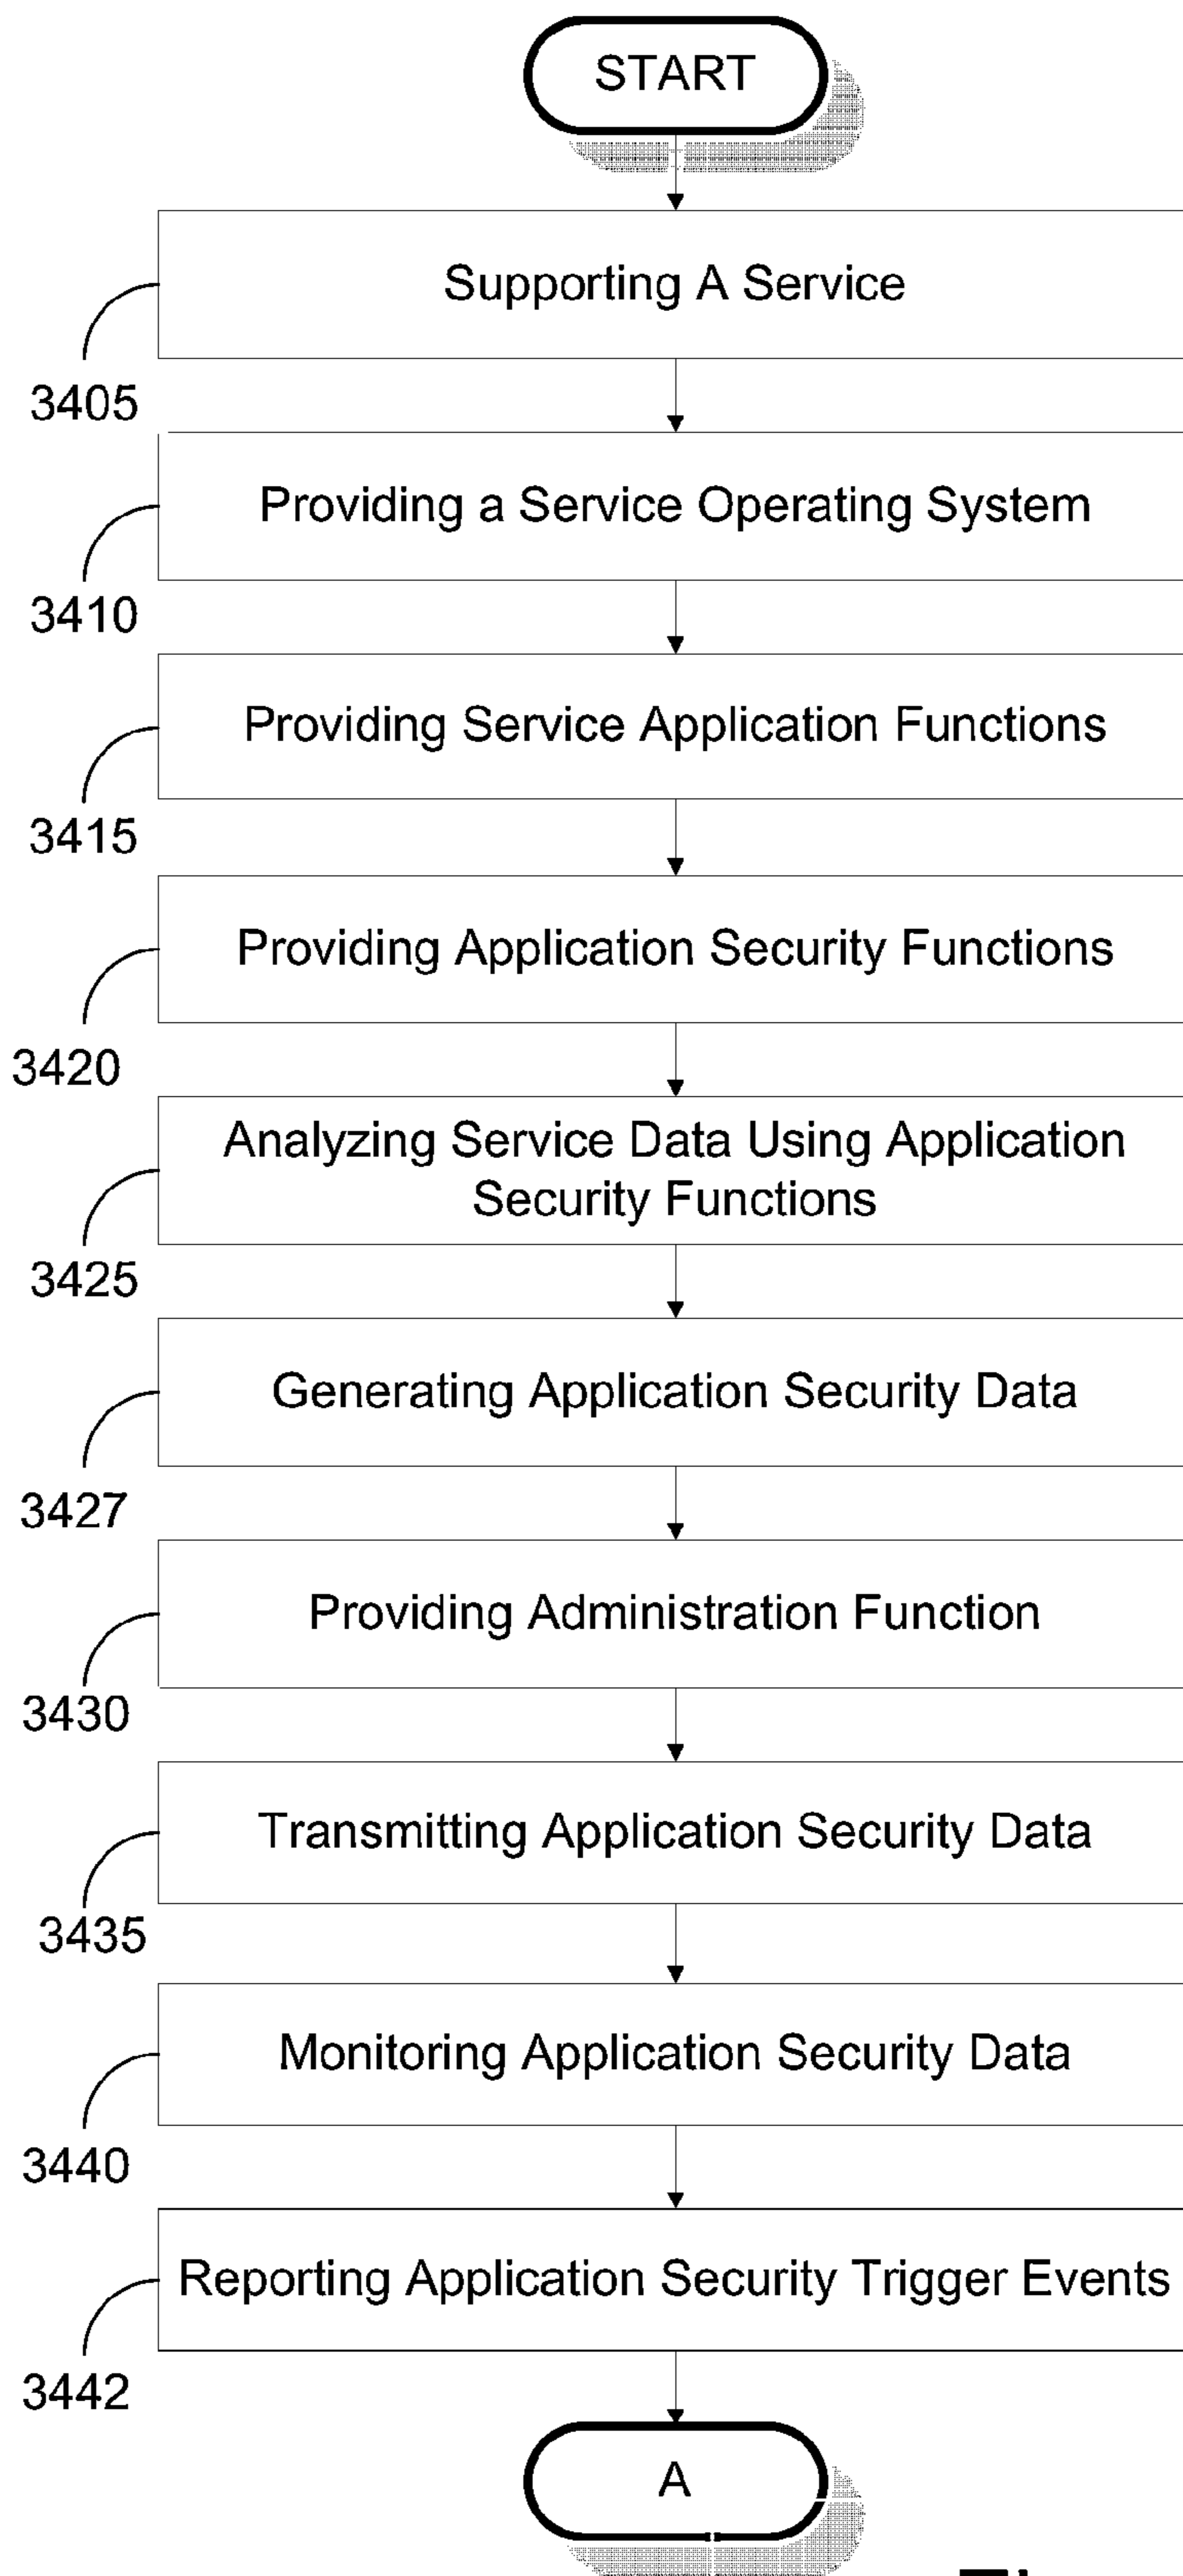 START
Supporting A Service
3405
Providing a Service Operating System
3410
Providing Service Application Functions
3415
Providing Application Security Functions
3420
Analyzing Service Data Using Application
Security Functions
3425
Generating Application Security Data
3427
Providing Administration Function
3430
Transmitting Application Security Data
3435
Monitoring Application Security Data
3440
Reporting Application Security Trigger Events
3442
A